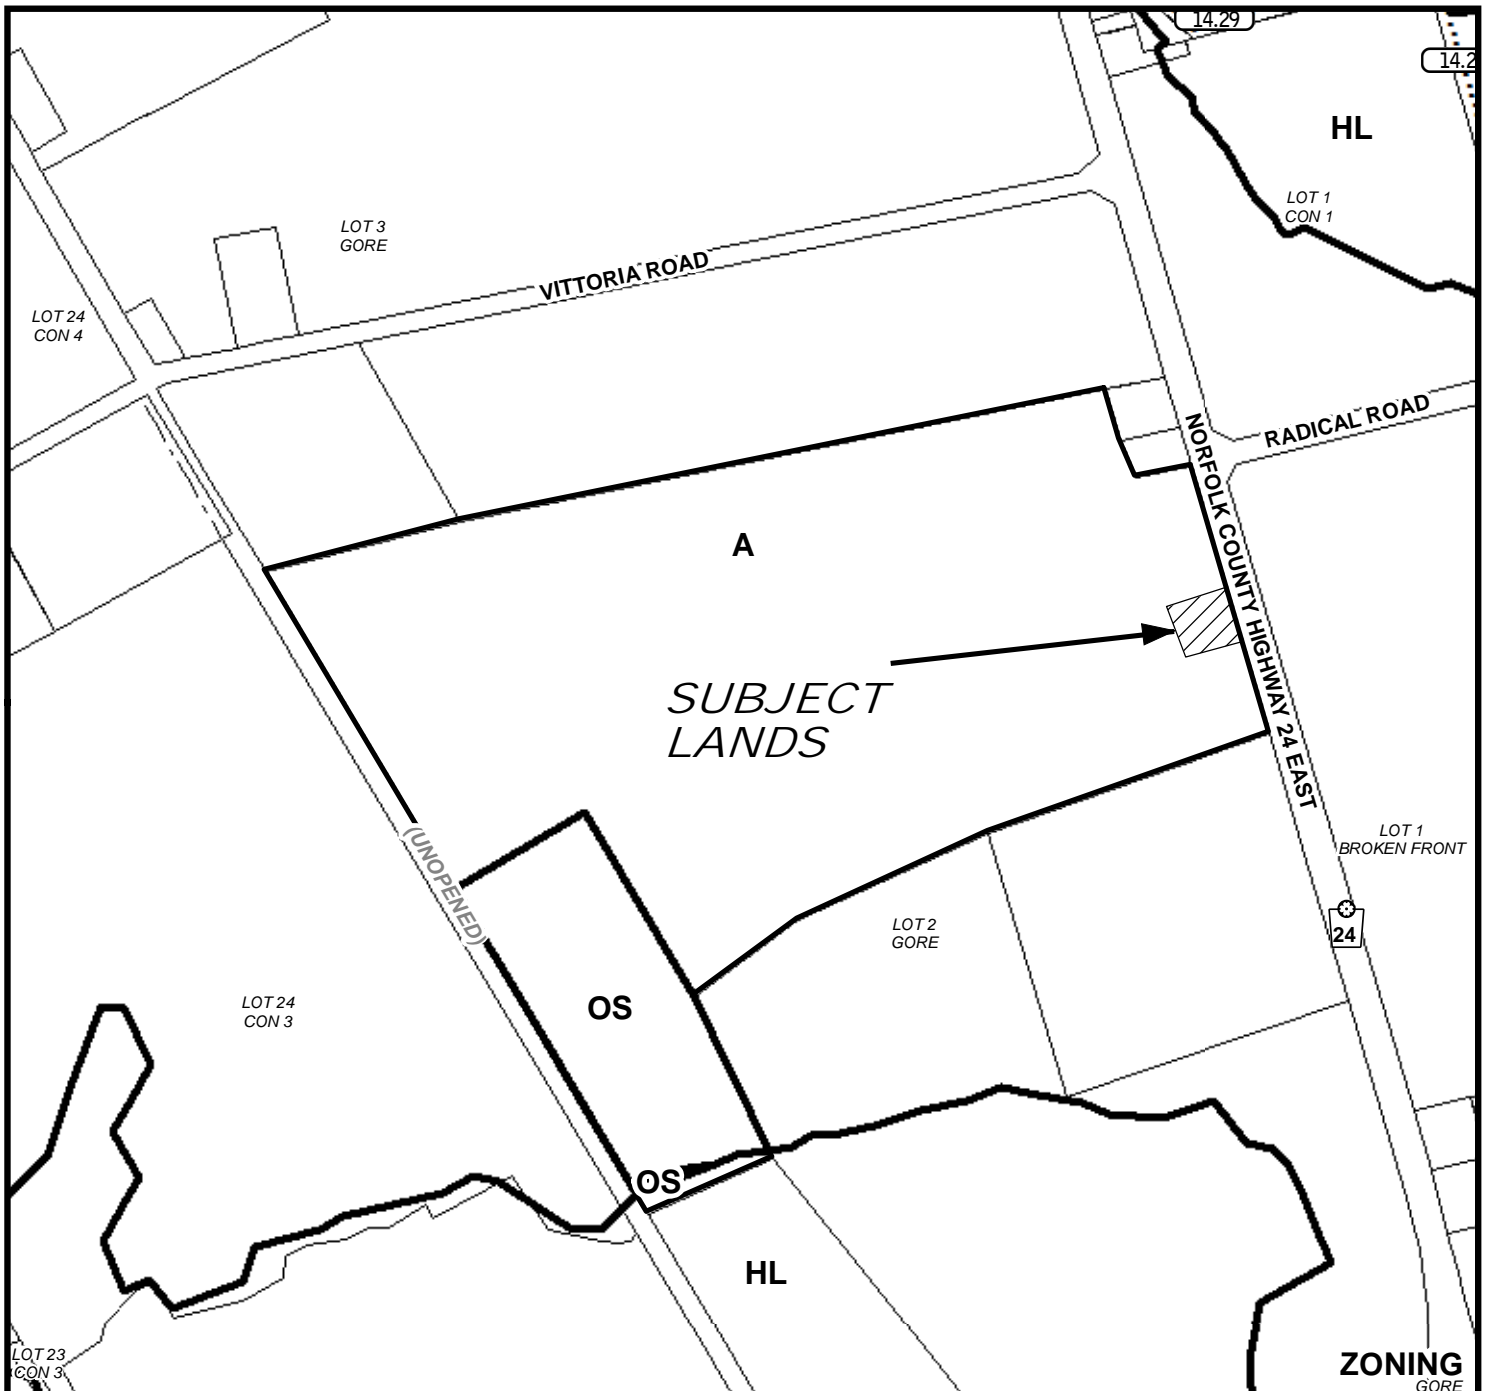 14.29
14.2
HL
LOT 1
CON 1
LOT 3
GORE
VITTORIA ROAD
LOT 24
CON 4
RADICAL ROAD
NORFOLK COUNTY HIGHWAY 24 EAST
A
SUBJECT
LANDS
(UNOPENED)
LOT 1
BROKEN FRONT
LOT 2
GORE
24
LOT 24
CON 3
OS
OS
HL
LOT 23
CON 3
ZONING
GORE